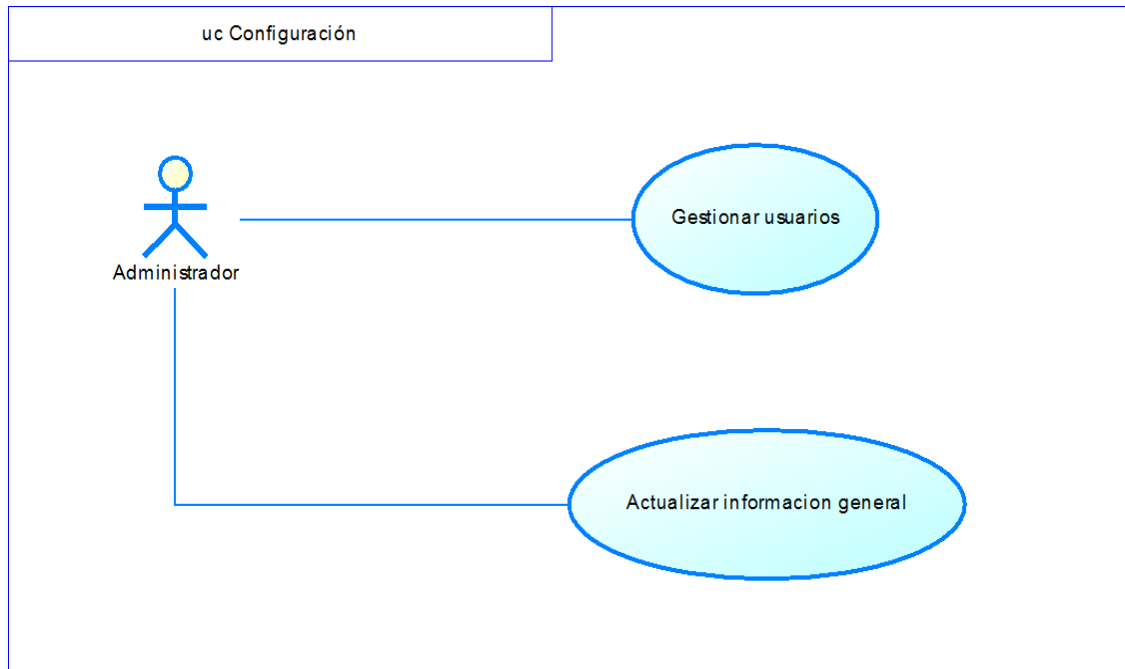 uc Configuración
Gestionar usuarios
Administrador
Actualizar informacion general